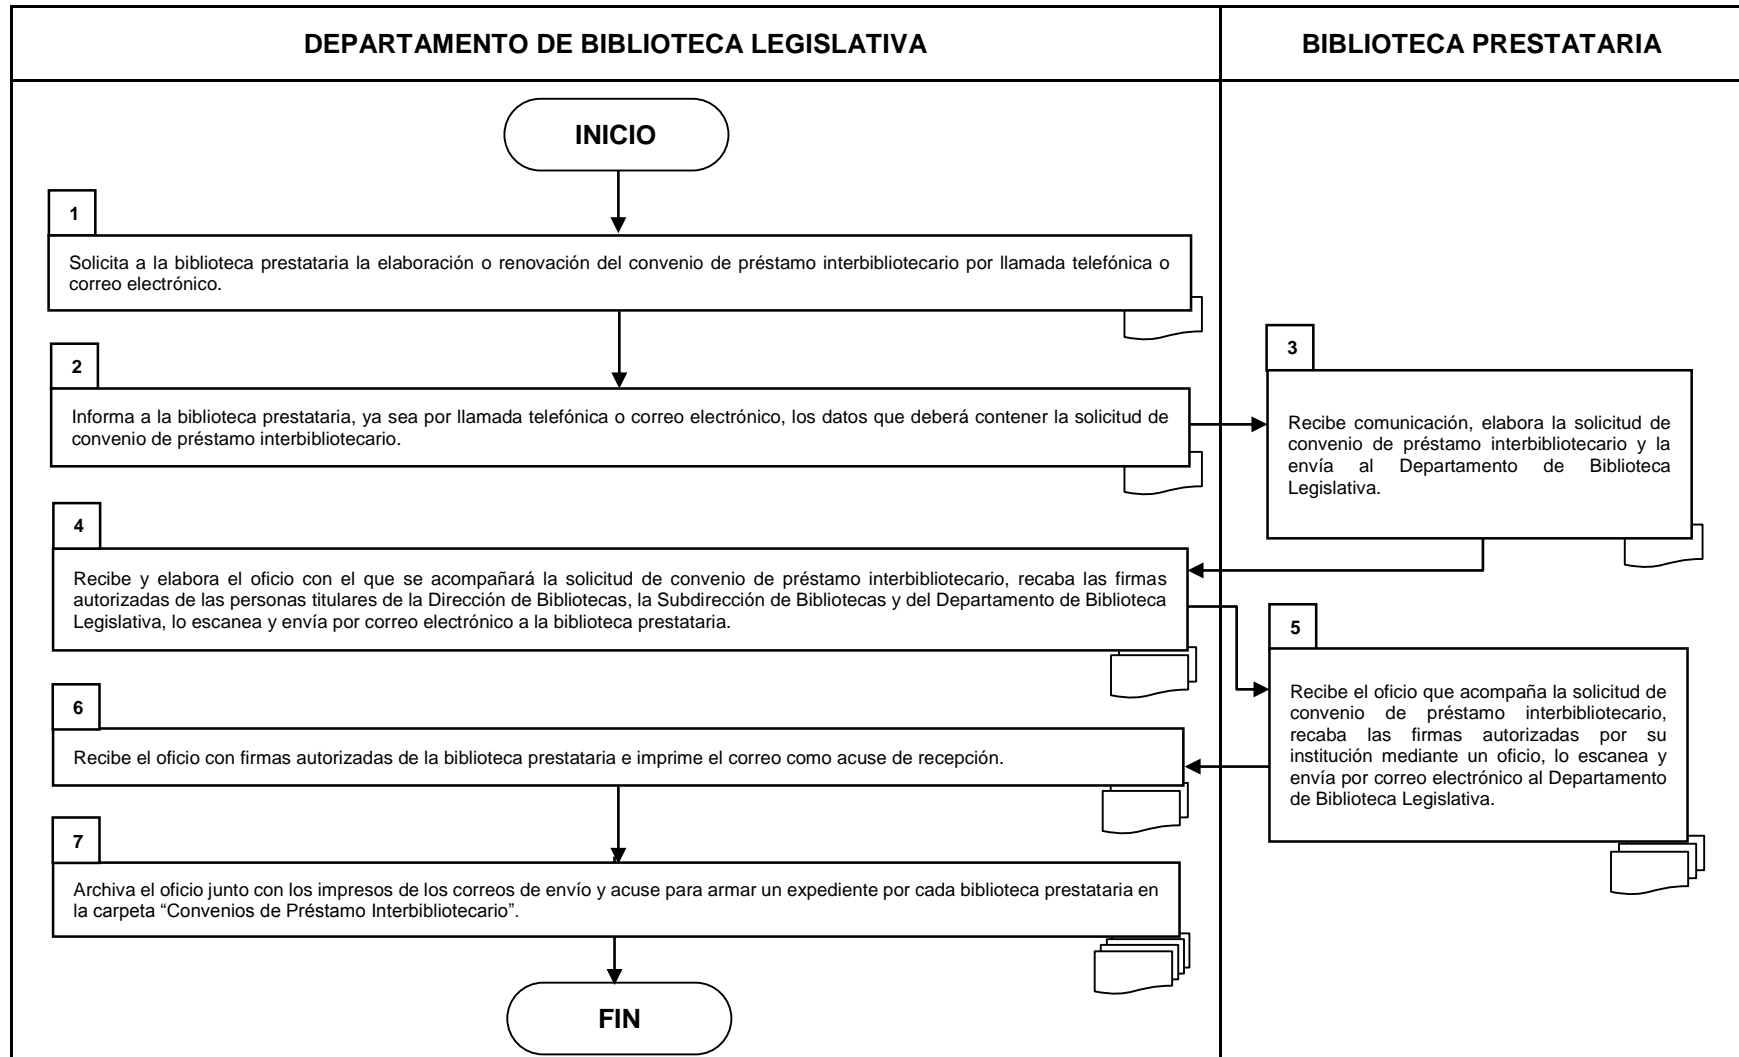 DEPARTAMENTO DE BIBLIOTECA LEGISLATIVA
BIBLIOTECA PRESTATARIA
INICIO
1
Solicita a la biblioteca prestataria la elaboración o renovación del convenio de préstamo interbibliotecario por llamada telefónica o
correo electrónico.
2
Informa a la biblioteca prestataria, ya sea por llamada telefónica o correo electrónico, los datos que deberá contener la solicitud de
convenio de préstamo interbibliotecario.
3
Recibe comunicación, elabora la solicitud de
convenio de préstamo interbibliotecario y la
envía al Departamento de Biblioteca
Legislativa.
4
Recibe y elabora el oficio con el que se acompañará la solicitud de convenio de préstamo interbibliotecario, recaba las firmas
autorizadas de las personas titulares de la Dirección de Bibliotecas, la Subdirección de Bibliotecas y del Departamento de Biblioteca
Legislativa, lo escanea y envía por correo electrónico a la biblioteca prestataria.
5
Recibe el oficio que acompaña la solicitud de
convenio de préstamo interbibliotecario,
recaba las firmas autorizadas por su
institución mediante un oficio, lo escanea y
envía por correo electrónico al Departamento
de Biblioteca Legislativa.
6
Recibe el oficio con firmas autorizadas de la biblioteca prestataria e imprime el correo como acuse de recepción.
7
Archiva el oficio junto con los impresos de los correos de envío y acuse para armar un expediente por cada biblioteca prestataria en
la carpeta “Convenios de Préstamo Interbibliotecario”.
FIN